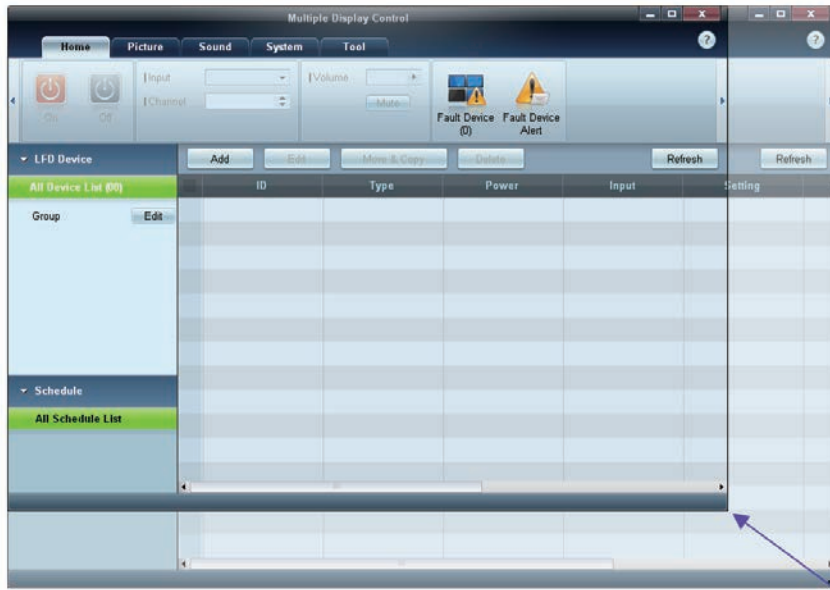 Multiple Display Control
Home Picture Sound System Tool
On Off
Input
Channel
Volume
Mute
Fault Device (0)
Fault Device Alert
LFD Device
Add Edit Move & Copy Delete Refresh Refresh
All Device List (00)
ID Type Power Input Setting
Group Edit
Schedule
All Schedule List